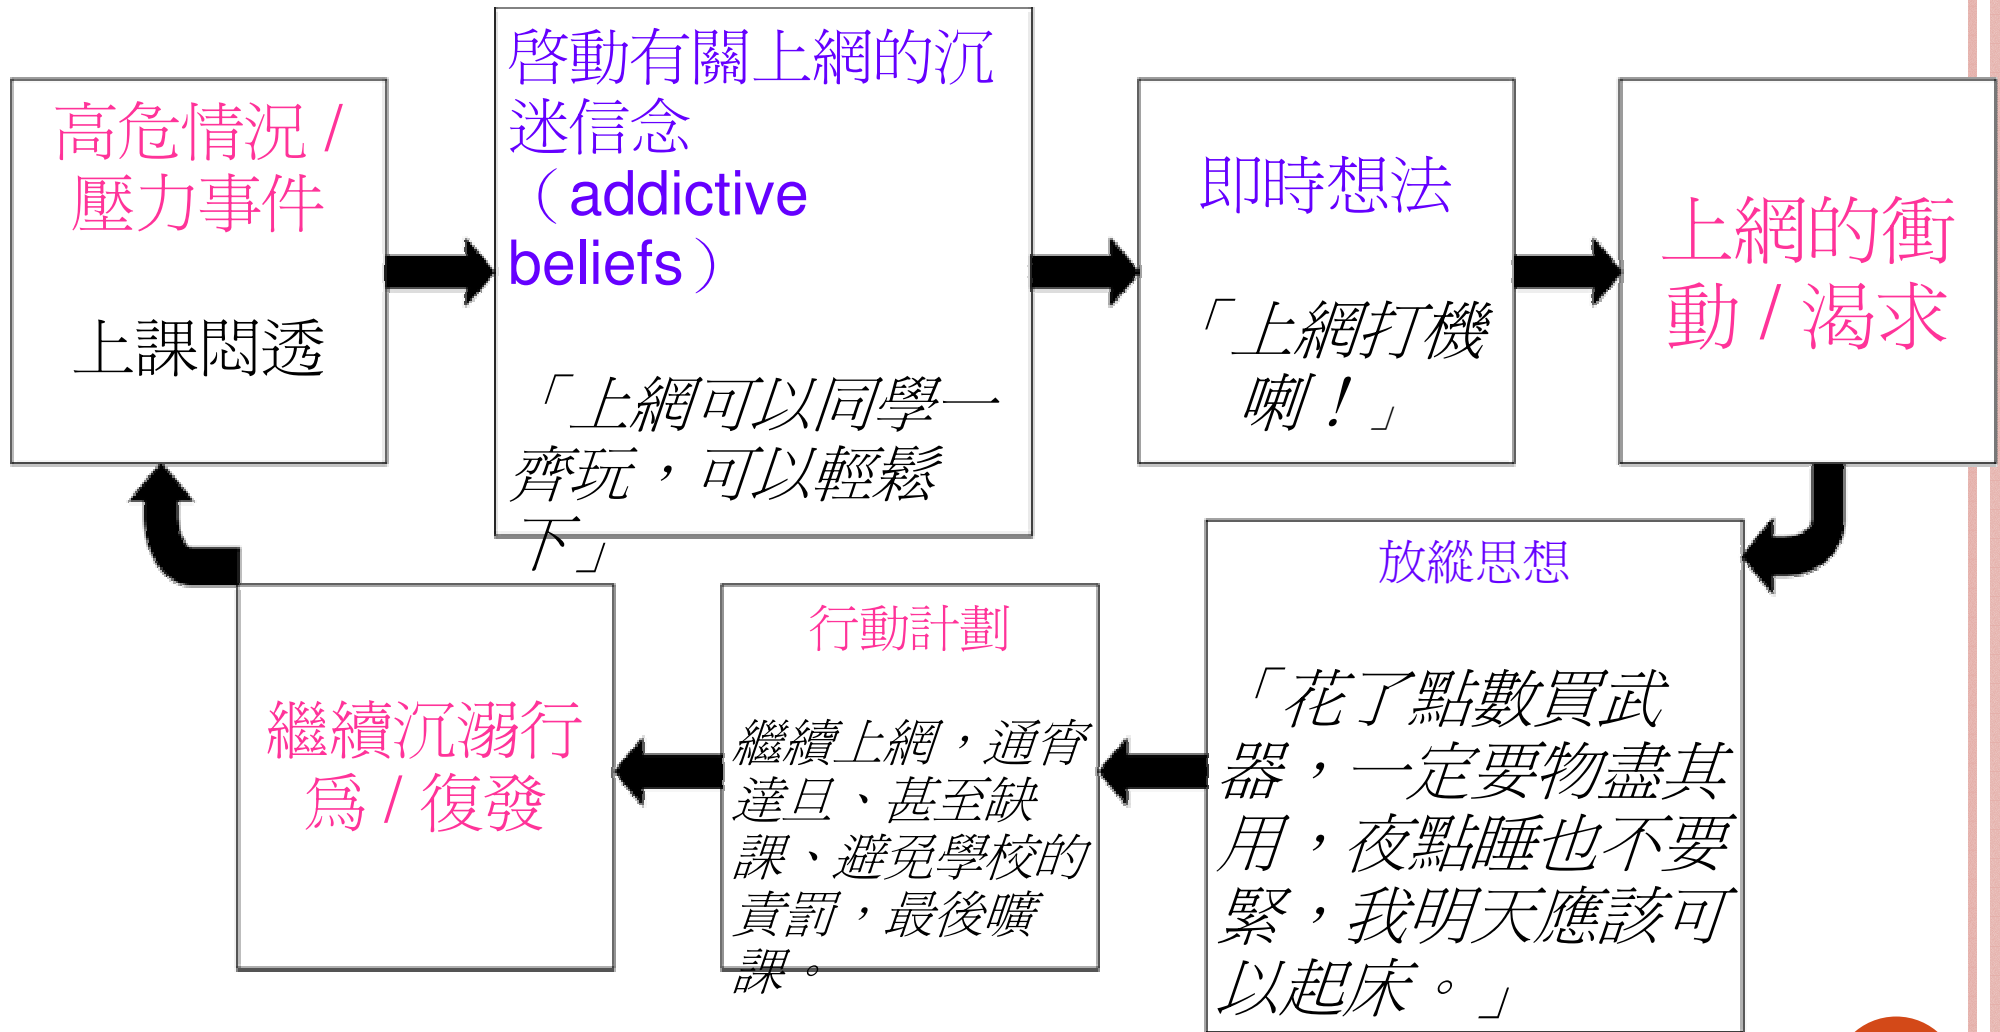 高危情況 /
壓力事件
上課悶透
啓動有關上網的沉
迷信念
（addictive
beliefs）
「上網可以同學一
齊玩，可以輕鬆
下」
即時想法
「上網打機
喇！」
上網的衝
動 / 渴求
放縱思想
「花了點數買武
器，一定要物盡其
用，夜點睡也不要
緊，我明天應該可
以起床。」
行動計劃
繼續上網，通宵
達旦、甚至缺
課、避免學校的
責罰，最後曠
課。
繼續沉溺行
爲 / 復發